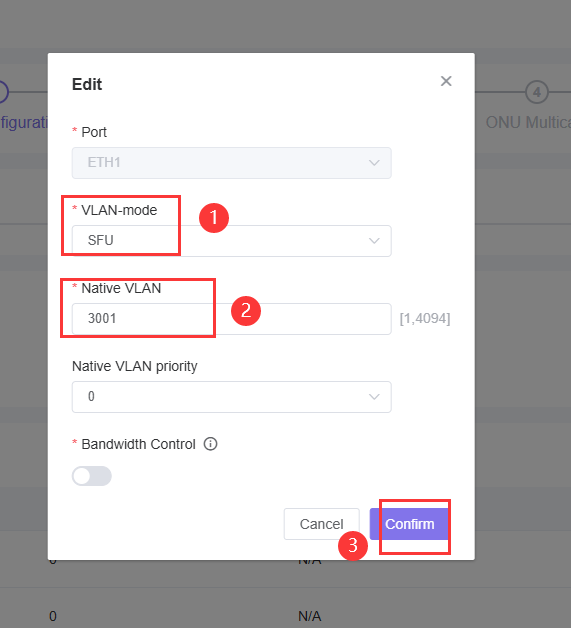 Edit
4
figurati
ONU Multica
* Port
ETH1
* VLAN-mode
1
SFU
* Native VLAN
2
3001
[1,4094]
Native VLAN priority
0
* Bandwidth Control
Cancel
Confirm
3
0
N/A
0
N/A